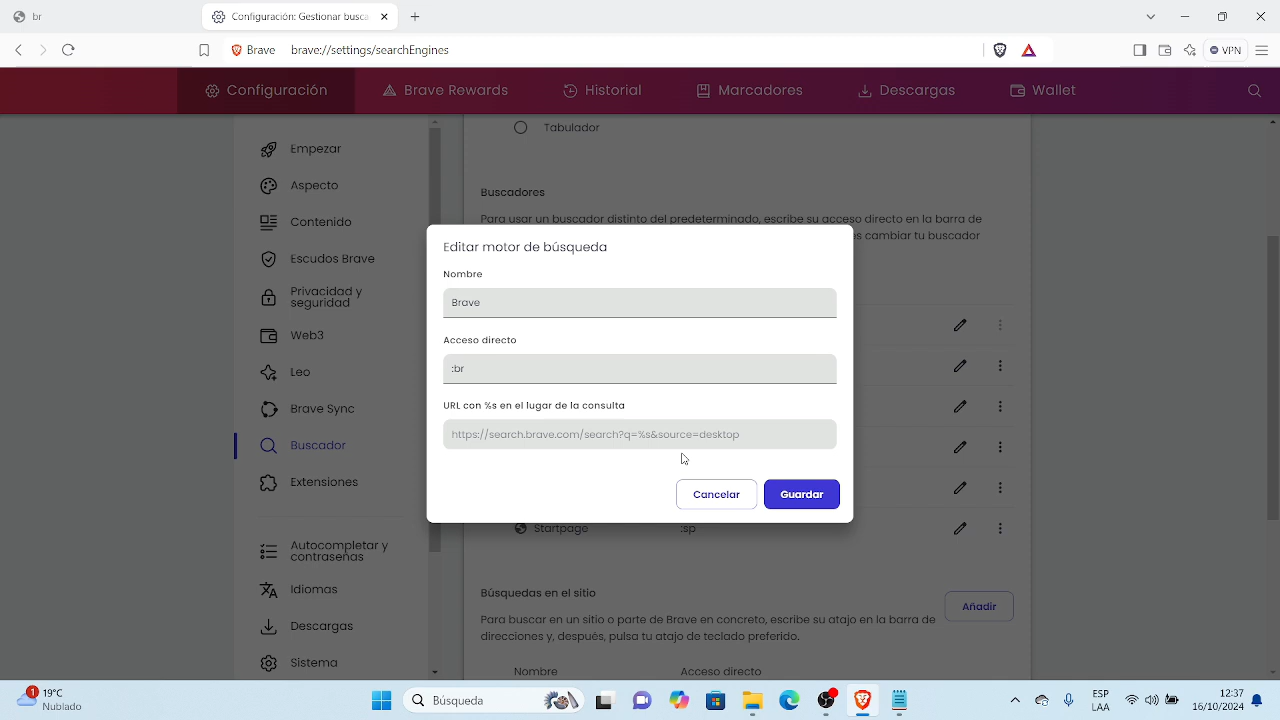 br
Configuración: Gestionar busca
Brave
brave://settings/searchEngines
VPN
Configuración
Brave Rewards
Historial
Marcadores
Descargas
Wallet
Empezar
Aspecto
Contenido
Escudos Brave
Privacidad y
seguridad
Web3
Leo
Brave Sync
Buscador
Extensiones
Autocompletar y
contraseñas
Idiomas
Descargas
Sistema
Tabulador
Buscadores
Para usar un buscador distinto del predeterminado, escribe su acceso directo en la barra de
cambiar tu buscador
Editar motor de búsqueda
Nombre
Brave
Acceso directo
:br
URL con %s en el lugar de la consulta
https://search.brave.com/search?q=%s&source=desktop
Cancelar
Guardar
Startpage
:sp
Búsquedas en el sitio
Añadir
Para buscar en un sitio o parte de Brave en concreto, escribe su atajo en la barra de
direcciones y, después, pulsa tu atajo de teclado preferido.
Nombre
Acceso directo
1
19°C
Nublado
Búsqueda
ESP
LAA
12:37
16/10/2024